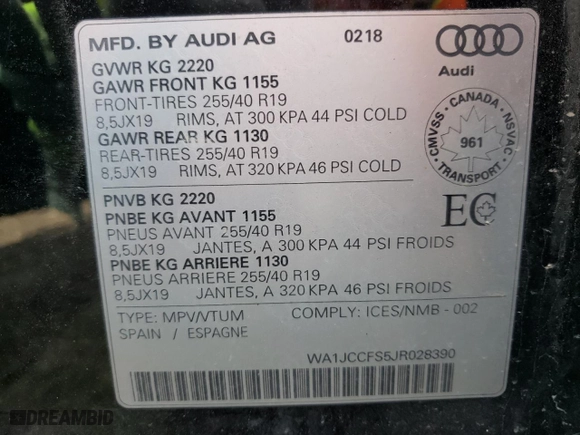 MFD. BY AUDI AG 0218
Audi
GVWR KG 2220
GAWR FRONT KG 1155
FRONT-TIRES 255/40 R19
8,5JX19 RIMS, AT 300 KPA 44 PSI COLD
GAWR REAR KG 1130
REAR-TIRES 255/40 R19
8,5JX19 RIMS, AT 320 KPA 46 PSI COLD
CMVSS · CANADA · NSVAC · TRANSPORT ·
961
PNVB KG 2220
PNBE KG AVANT 1155
PNEUS AVANT 255/40 R19
8,5JX19 JANTES, A 300 KPA 44 PSI FROIDS
PNBE KG ARRIERE 1130
PNEUS ARRIERE 255/40 R19
8,5JX19 JANTES, A 320 KPA 46 PSI FROIDS
EC
TYPE: MPV/VTUM COMPLY: ICES/NMB - 002
SPAIN / ESPAGNE
WA1JCCFS5JR028390
DREAMBID